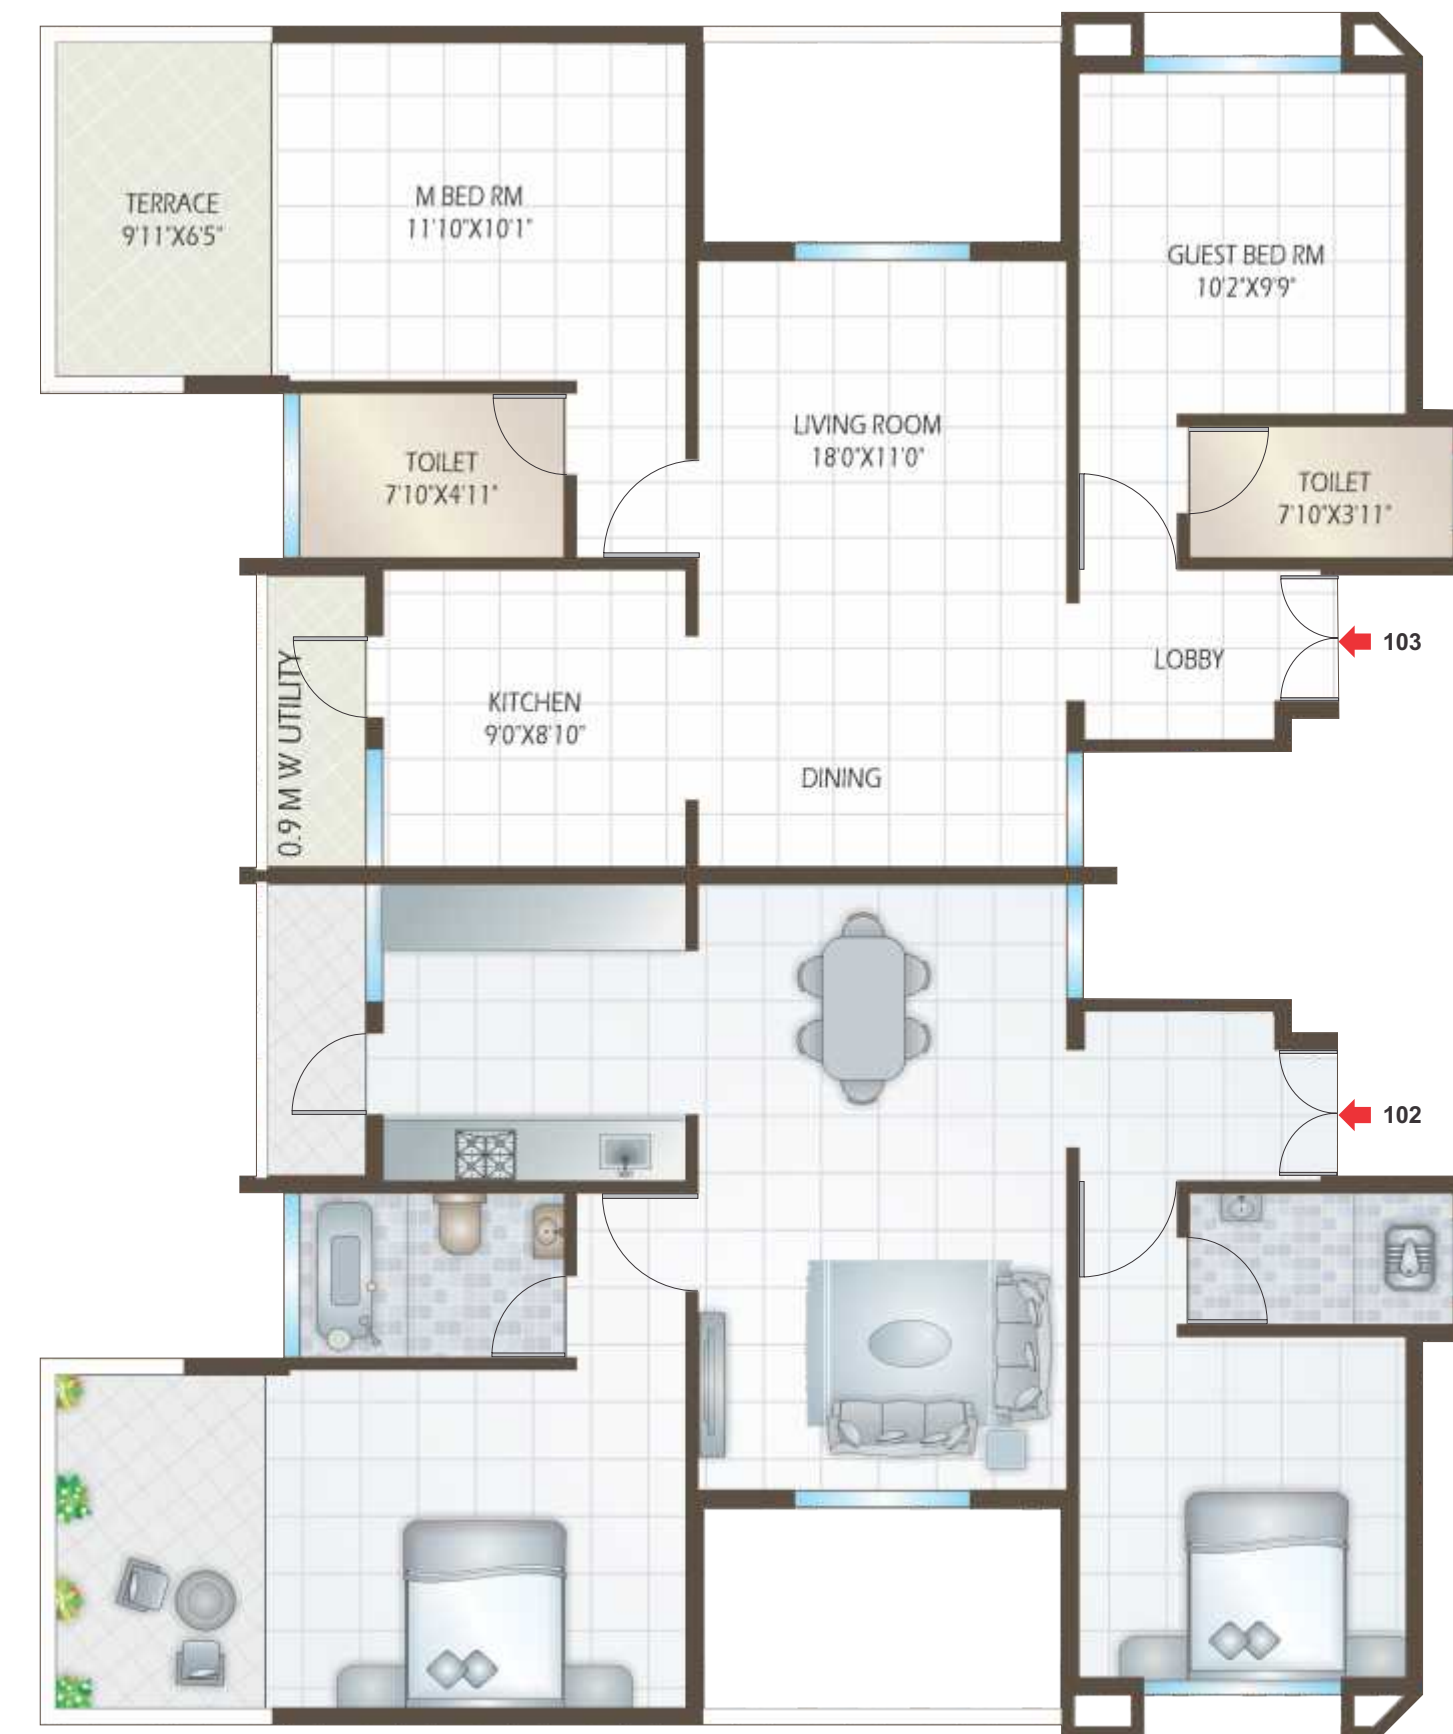 TERRACE
9'11"X6'5"
M BED RM
11'10"X10'1"
GUEST BED RM
10'2"X9'9"
LIVING ROOM
18'0"X11'0"
TOILET
7'10"X4'11"
TOILET
7'10"X3'11"
103
LOBBY
0.9 M W UTILITY
KITCHEN
9'0"X8'10"
DINING
102